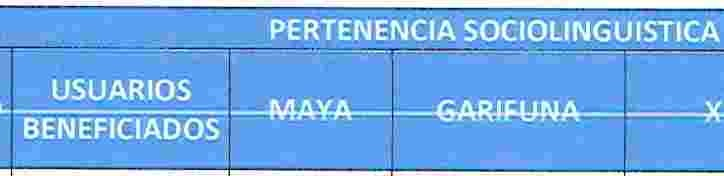 PERTENENCIA SOCIOLINGUISTICA
USUARIOS
BENEFICIADOS
MAYA
GARIFUNA
X